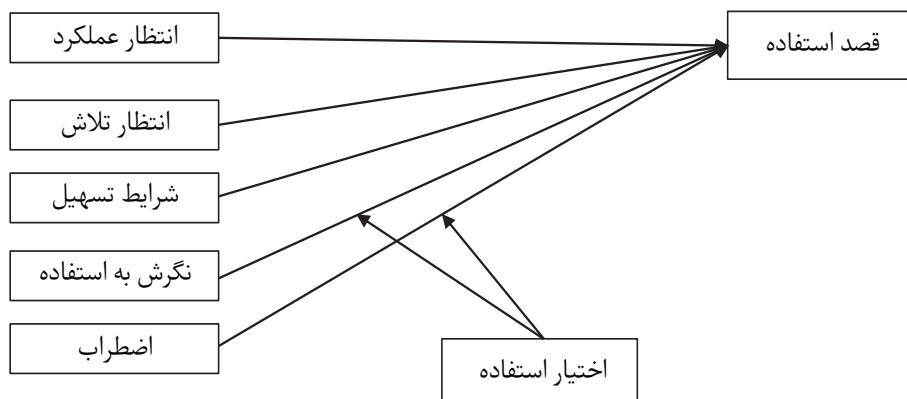 انتظار عملکرد
قصد استفاده
انتظار تلاش
شرایط تسهیل
نگرش به استفاده
اضطراب
اختیار استفاده